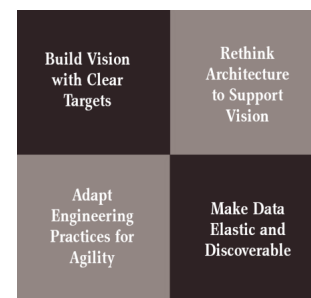 Build Vision
with Clear
Targets
Rethink
Architecture
to Support
Vision
Adapt
Engineering
Practices for
Agility
Make Data
Elastic and
Discoverable